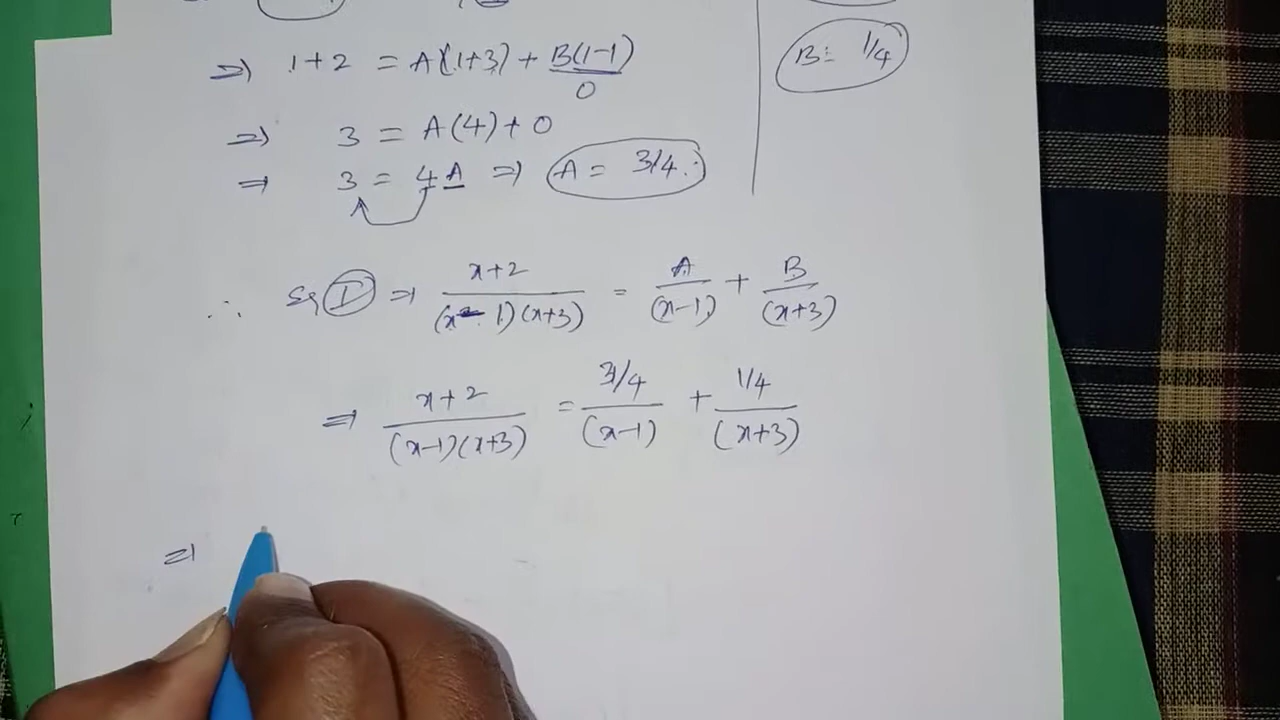 ⇒ 1+2 = A(1+3) + B(1-1)
0
⇒ 3 = A(4) + 0
⇒ 3 = 4A ⇒ A = 3/4.
B = 1/4
∴ Eq ① ⇒ x+2 / (x-1)(x+3) = A/(x-1) + B/(x+3)
⇒ x+2 / (x-1)(x+3) = 3/4 / (x-1) + 1/4 / (x+3)
⇒